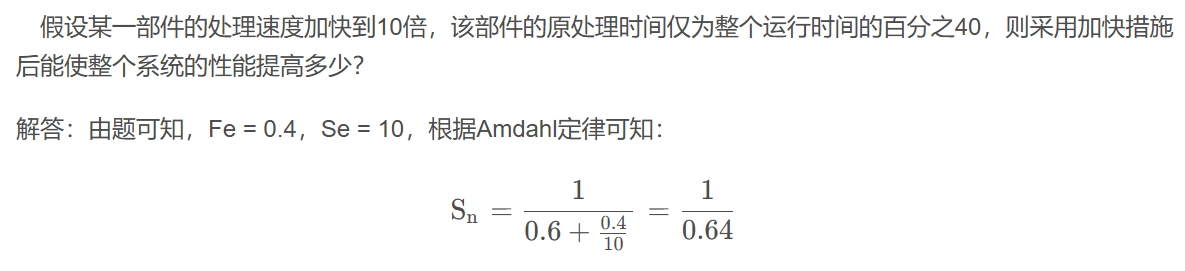 假设某一部件的处理速度加快到10倍，该部件的原处理时间仅为整个运行时间的百分之40，则采用加快措施
后能使整个系统的性能提高多少？
解答：由题可知，Fe = 0.4，Se = 10，根据Amdahl定律可知：
Sₙ = 1 / (0.6 + 0.4/10) = 1 / 0.64